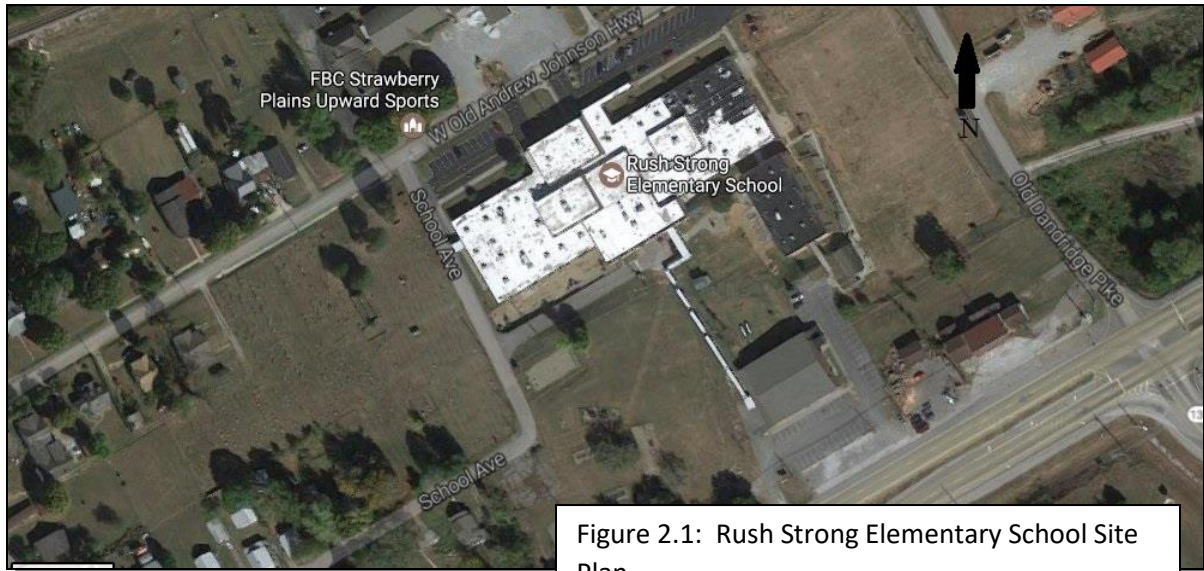 FBC Strawberry
Plains Upward Sports
W Old Andrew Johnson Hwy
N
Rush Strong
Elementary School
School Ave
Old Dandridge Pike
School Ave
Figure 2.1: Rush Strong Elementary School Site